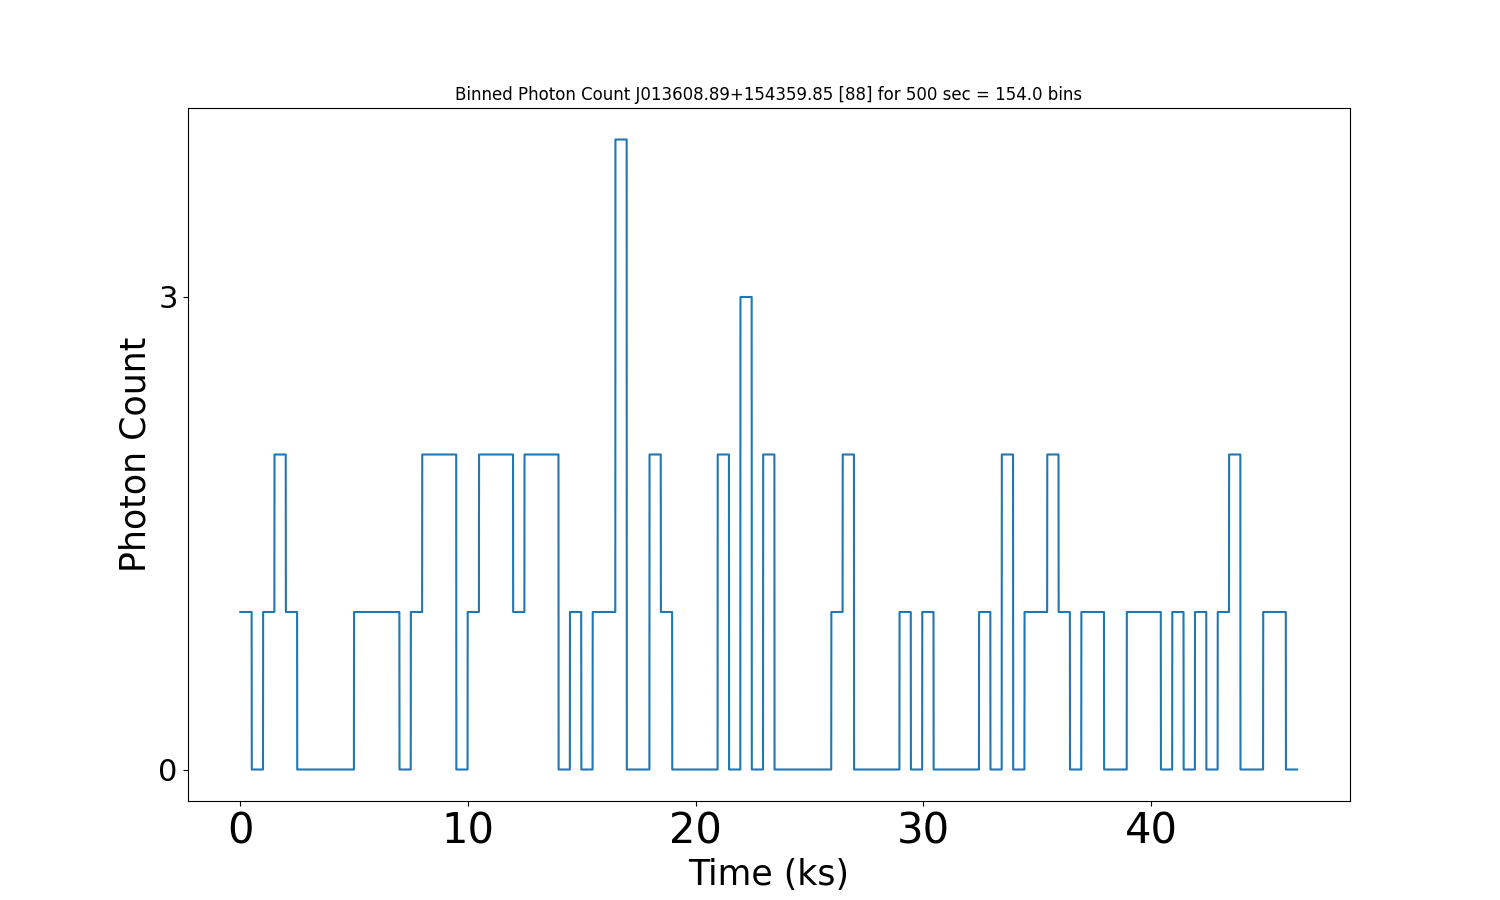 Binned Photon Count J013608.89+154359.85 [88] for 500 sec = 154.0 bins
3
Photon Count
0
0 10 20 30 40
Time (ks)